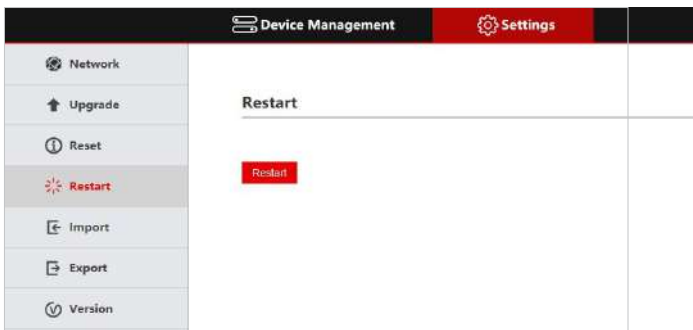 Device Management
Settings
Network
Upgrade
Reset
Restart
Import
Export
Version
Restart
Restart